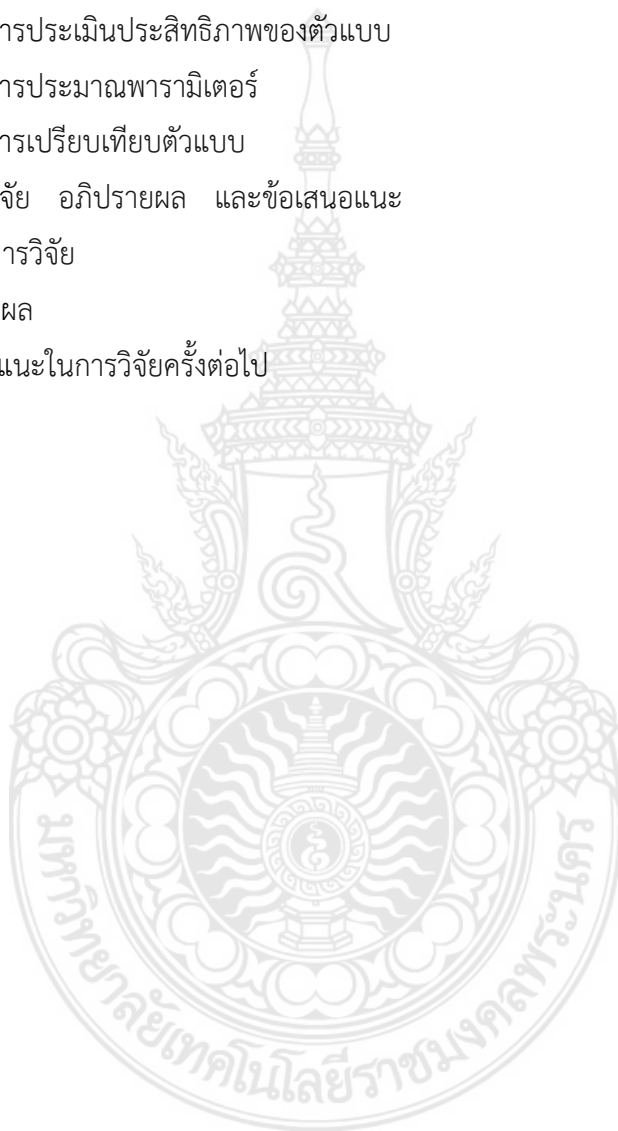 ารประเมินประสิทธิภาพของตัวแบบ
ารประมาณพารามิเตอร์
ารเปรียบเทียบตัวแบบ
จัย อภิปรายผล และข้อเสนอแนะ
ารวิจัย
ผล
แนะในการวิจัยครั้งต่อไป
มหาวิทยาลัยเทคโนโลยีราชมงคลพระนคร